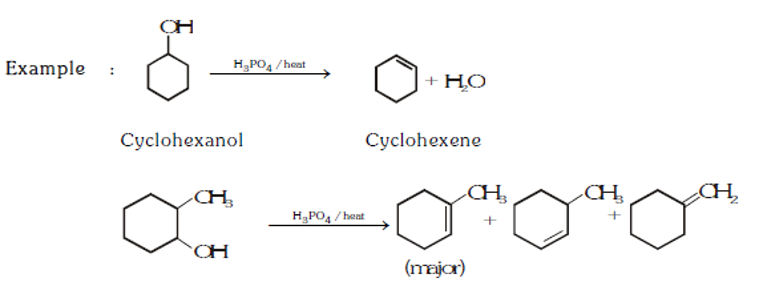 OH
Example : H₃PO₄ / heat + H₂O
Cyclohexanol Cyclohexene
CH₃ H₃PO₄ / heat CH₃ + CH₃ + CH₂
OH
(major)